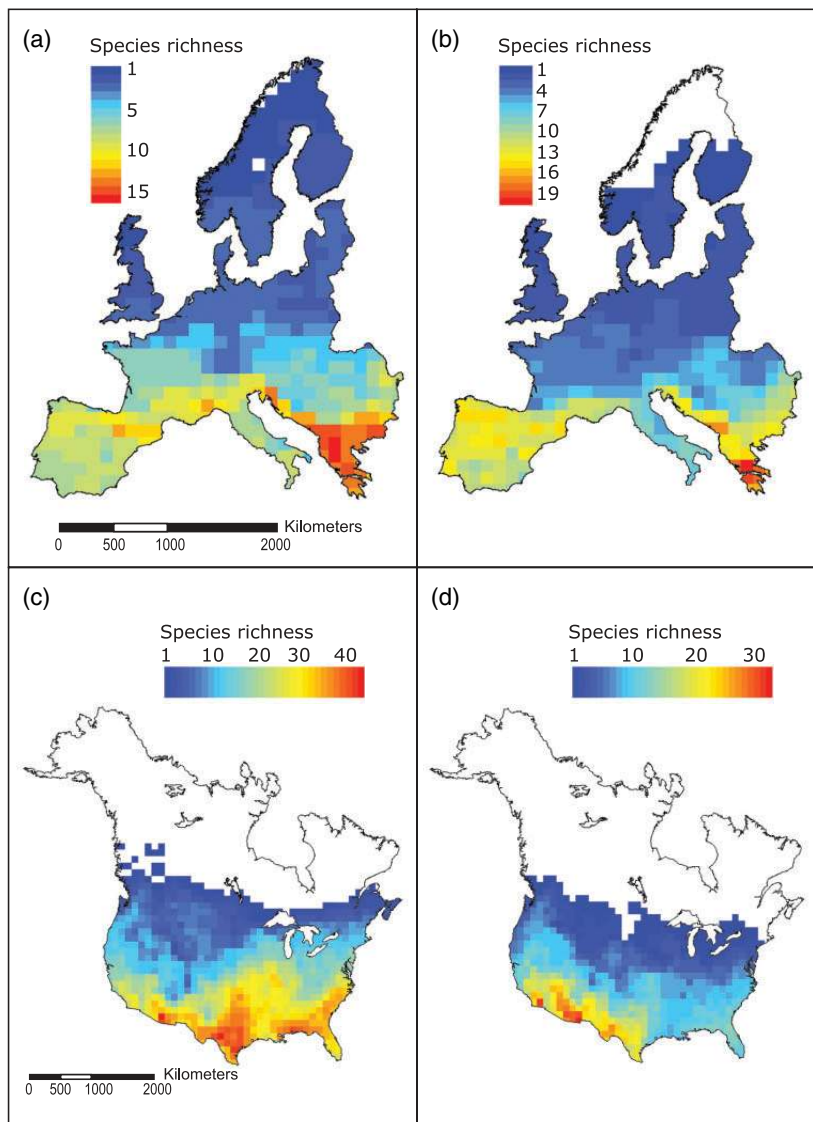 (a)
Species richness
1
5
10
15
Kilometers
0 500 1000 2000
(b)
Species richness
1
4
7
10
13
16
19
(c)
Species richness
1 10 20 30 40
Kilometers
0 500 1000 2000
(d)
Species richness
1 10 20 30